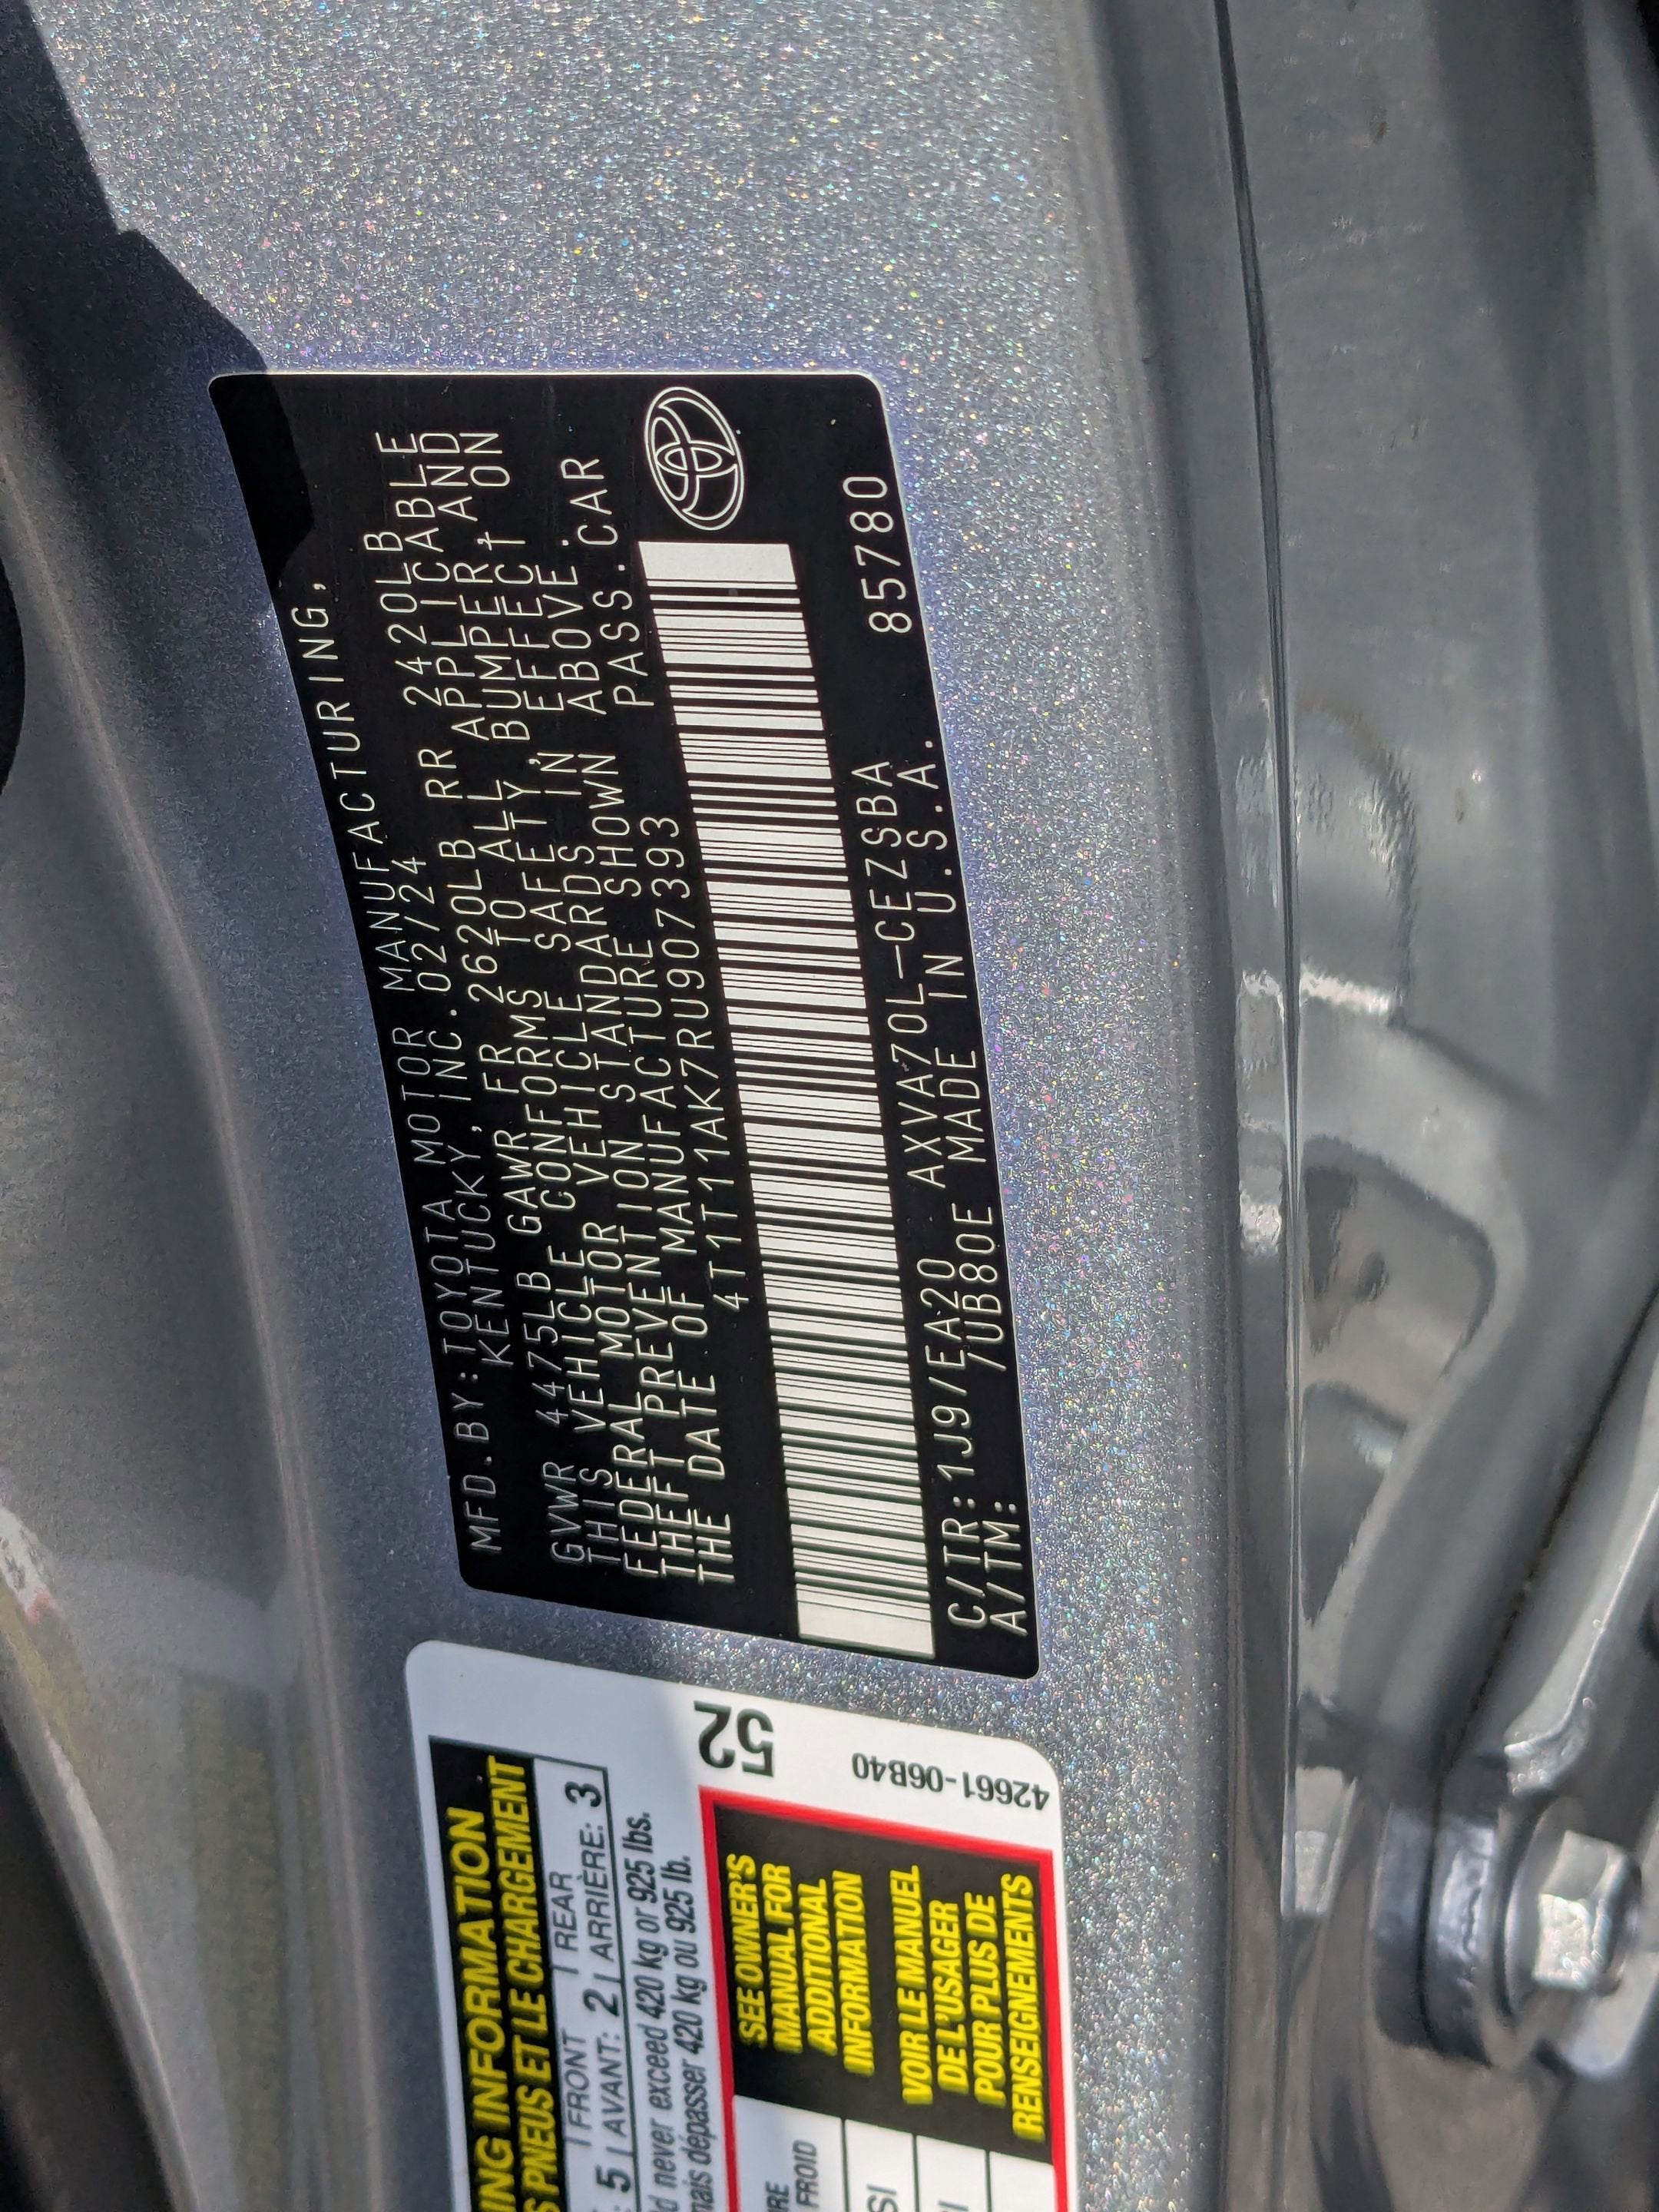 MFD.BY:TOYOTA MOTOR MANUFACTURING,
KENTUCKY, INC. 02/24
GVWR 4475LB GAWR FR 2620LB RR 2420LB
THIS VEHICLE CONFORMS TO ALL APPLICABLE
FEDERAL MOTOR VEHICLE SAFETY, BUMPER, AND
THEFT PREVENTION STANDARDS IN EFFECT ON
THE DATE OF MANUFACTURE SHOWN ABOVE.
4T1T11AK7RU907393 PASS.CAR
C/TR:1J9/EA20 AXVA70L-CEZSBA 85780
A/TM: /UB80E MADE IN U.S.A.
ING INFORMATION
S PNEUS ET LE CHARGEMENT
FRONT REAR
5 AVANT: 2 ARRIÈRE: 3
never exceed 420 kg or 925 lbs.
mais dépasser 420 kg ou 925 lb.
52
42661-06B40
SEE OWNER'S
MANUAL FOR
ADDITIONAL
INFORMATION
VOIR LE MANUEL
DE L'USAGER
POUR PLUS DE
RENSEIGNEMENTS
FROID